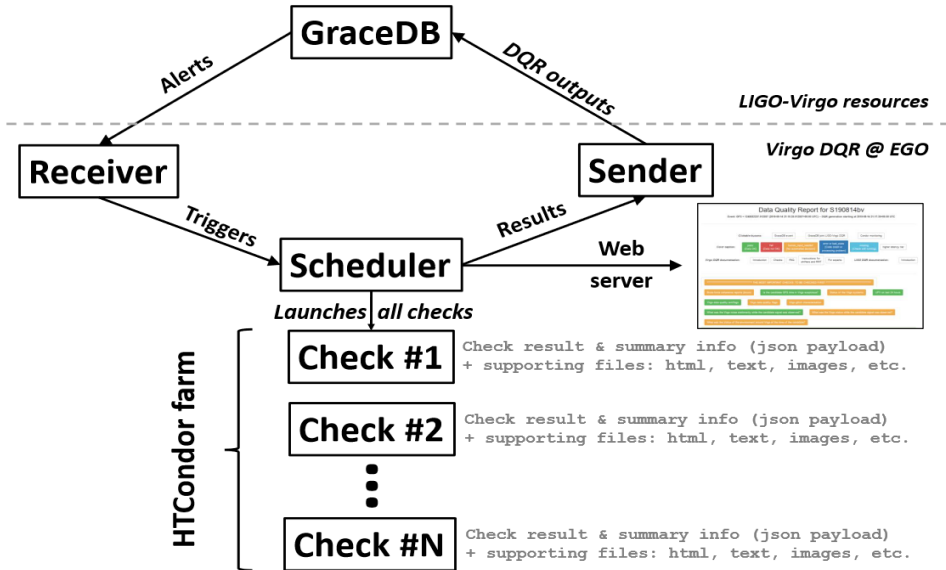 GraceDB
Alerts
DQR outputs
LIGO-Virgo resources
Virgo DQR @ EGO
Receiver
Sender
Triggers
Results
Data Quality Report for S190814bv
Scheduler
Web
server
Launches all checks
HTCondor farm
Check #1
Check result & summary info (json payload)
+ supporting files: html, text, images, etc.
Check #2
Check result & summary info (json payload)
+ supporting files: html, text, images, etc.
Check #N
Check result & summary info (json payload)
+ supporting files: html, text, images, etc.